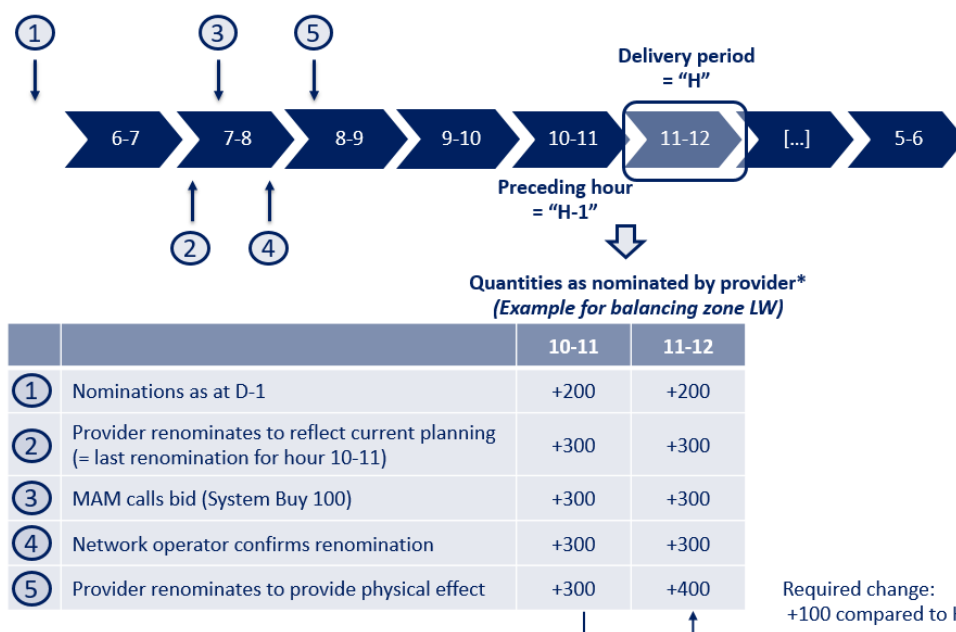 1
3
5
Delivery period
= “H”
6-7
7-8
8-9
9-10
10-11
11-12
[...]
5-6
2
4
Preceding hour
= “H-1”
Quantities as nominated by provider*
(Example for balancing zone LW)
10-11 11-12
1 Nominations as at D-1 +200 +200
2 Provider renominates to reflect current planning
(= last renomination for hour 10-11) +300 +300
3 MAM calls bid (System Buy 100) +300 +300
4 Network operator confirms renomination +300 +300
5 Provider renominates to provide physical effect +300 +400
Required change:
+100 compared to